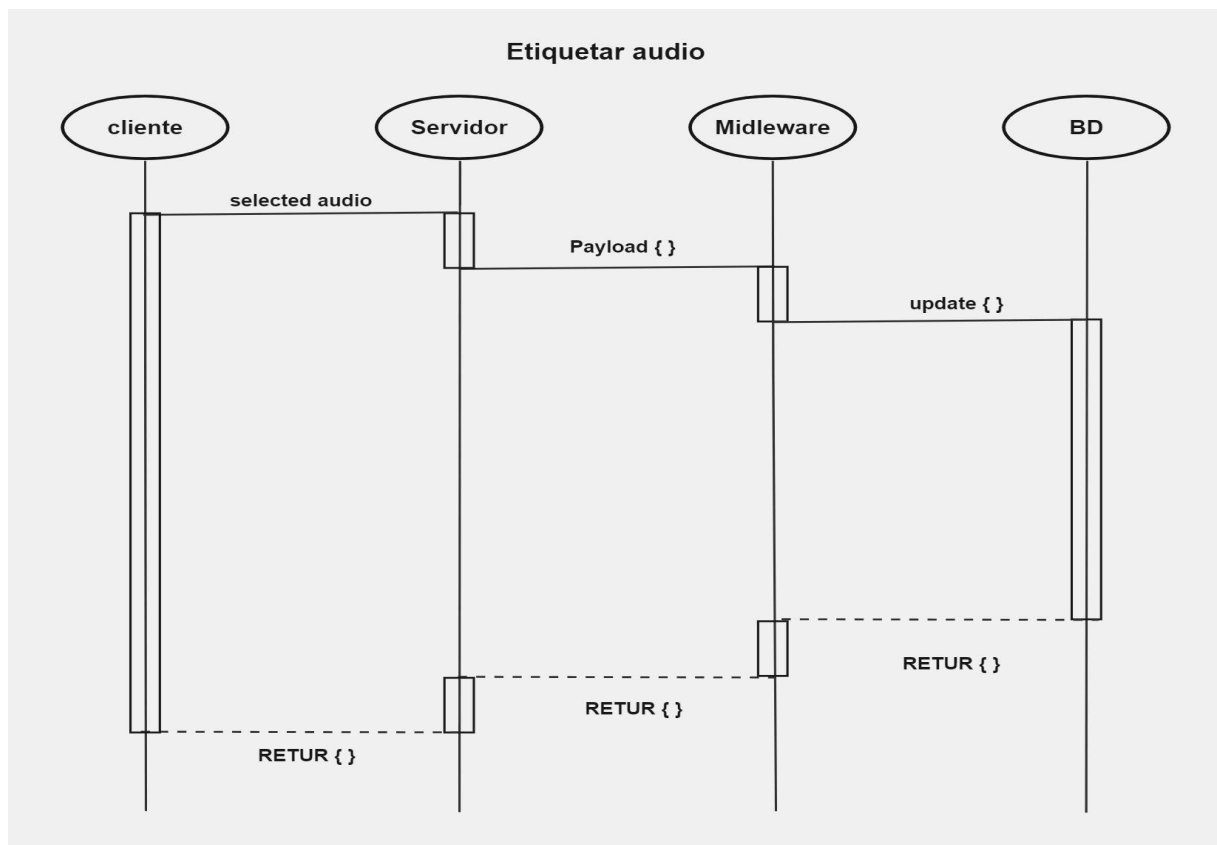 Etiquetar audio
cliente
Servidor
Midleware
BD
selected audio
Payload { }
update { }
RETUR { }
RETUR { }
RETUR { }